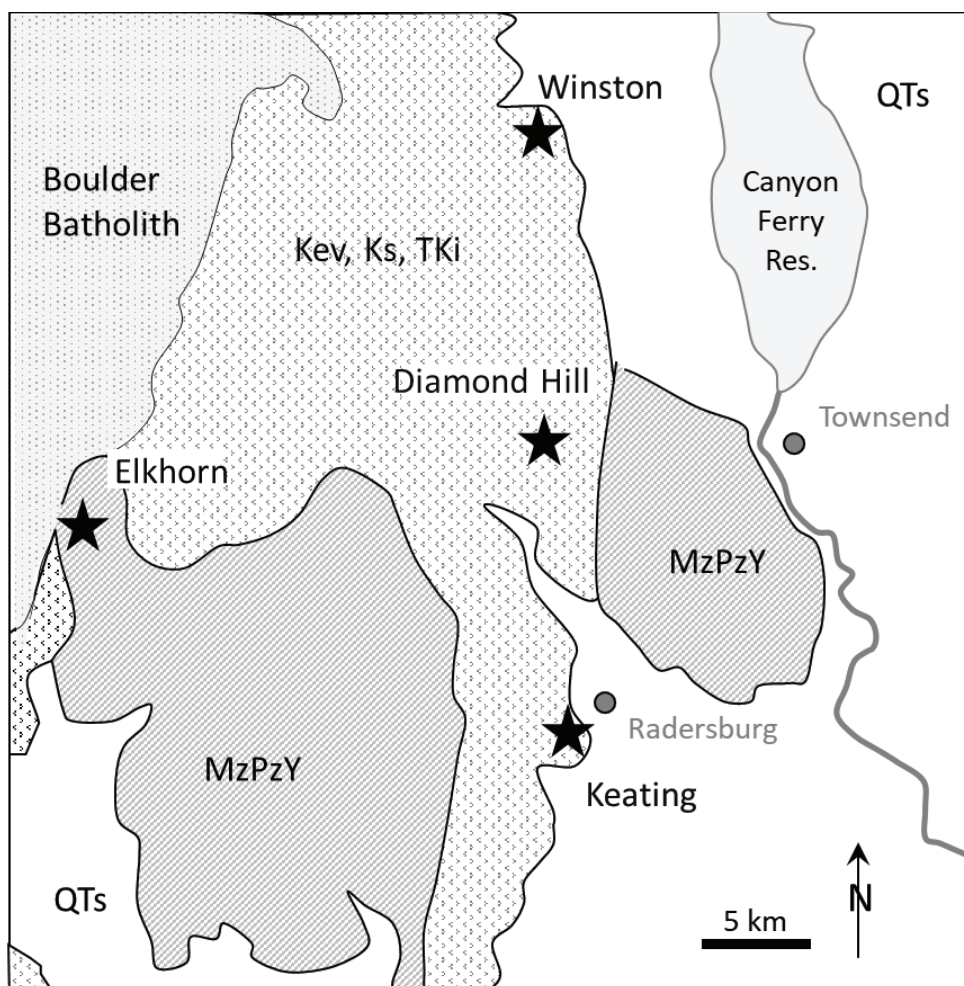 Winston
QTs
Boulder
Batholith
Canyon
Ferry
Res.
Kev, Ks, TKi
Diamond Hill
Townsend
Elkhorn
MzPzY
Radersburg
MzPzY
Keating
QTs
5 km
N